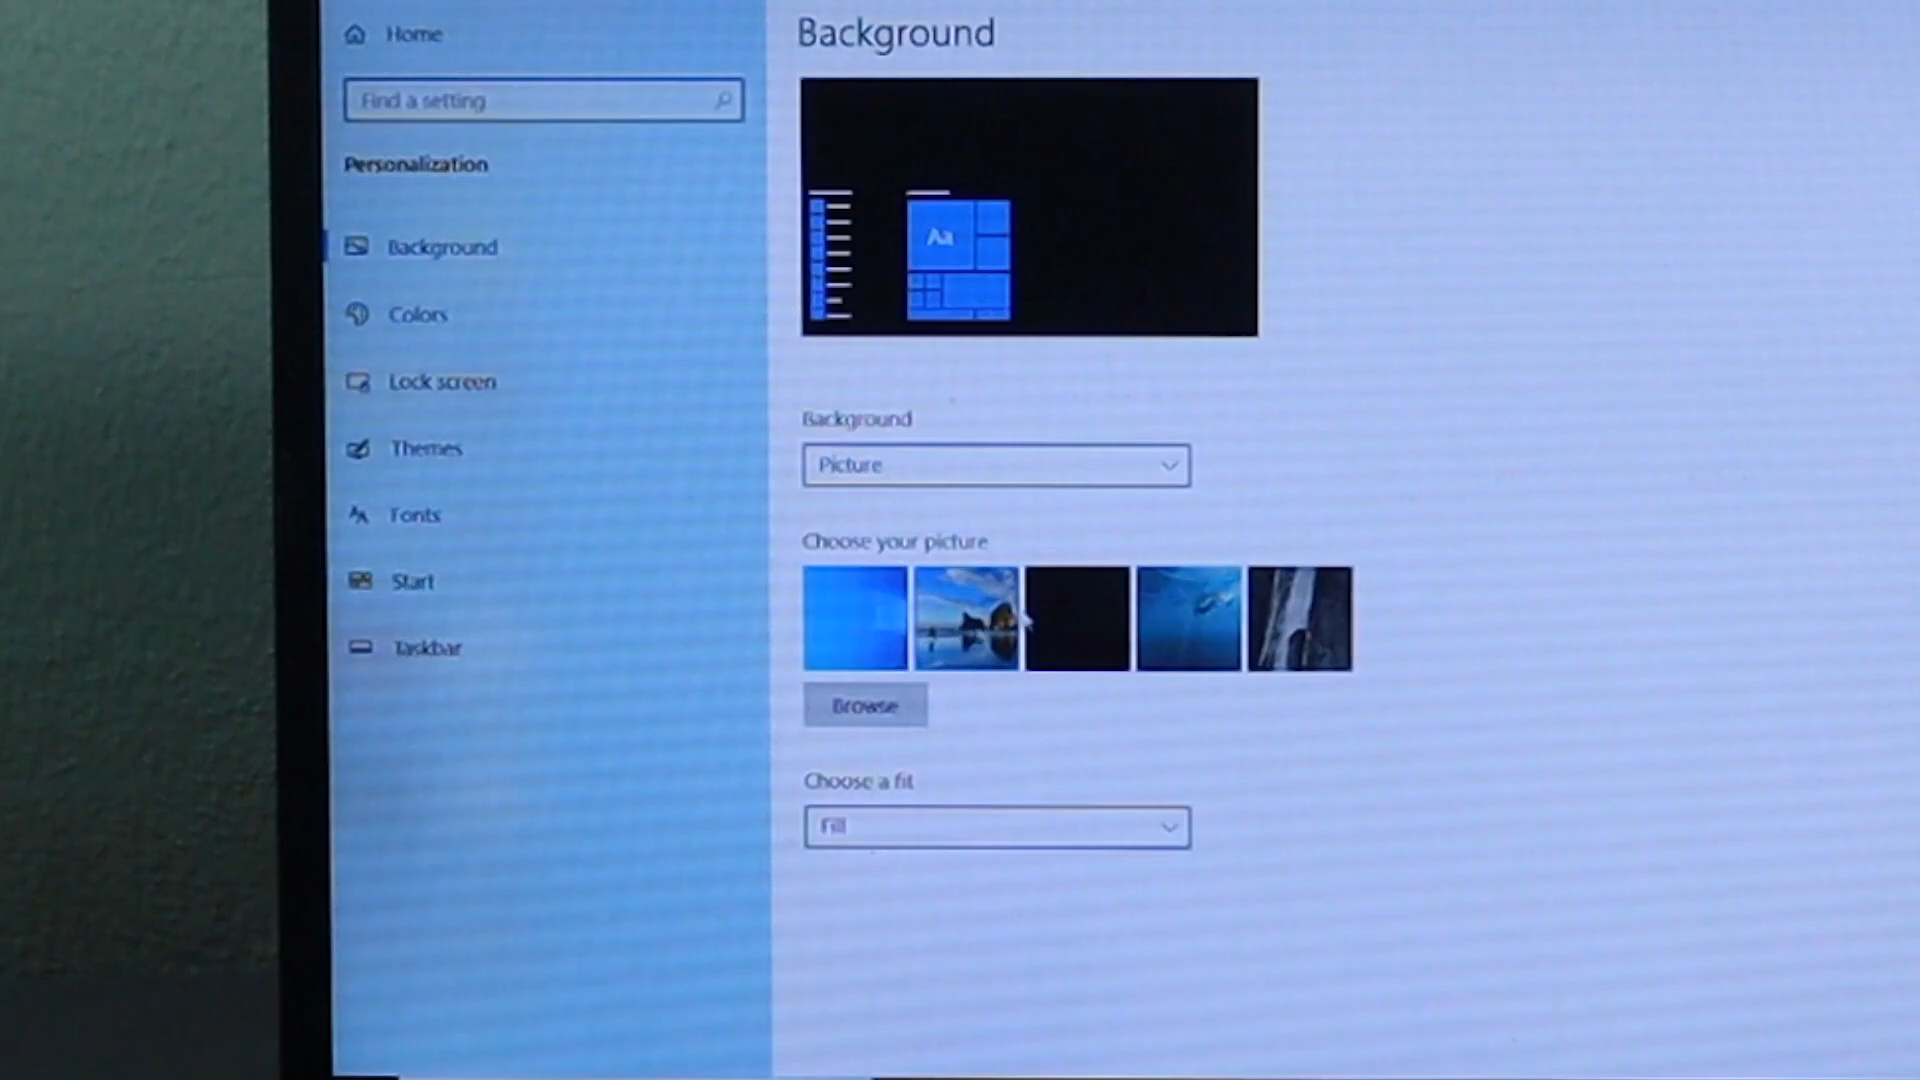 Home
Find a setting
Personalization
Background
Colors
Lock screen
Themes
Fonts
Start
Taskbar
Background
Aa
Background
Picture
Choose your picture
Browse
Choose a fit
Fill